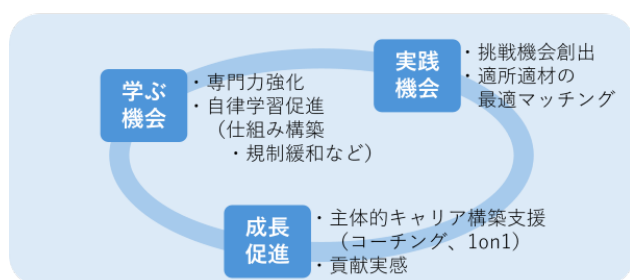 学ぶ
機会
・専門力強化
・自律学習促進
（仕組み構築
・規制緩和など）
実践
機会
・挑戦機会創出
・適所適材の
最適マッチング
成長
促進
・主体的キャリア構築支援
（コーチング、1on1）
・貢献実感